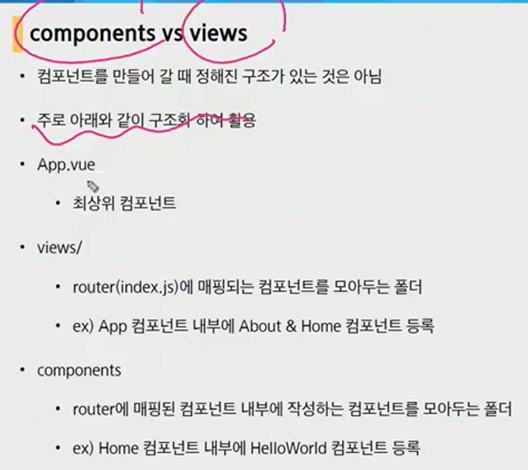 components vs views
• 컴포넌트를 만들어 갈 때 정해진 구조가 있는 것은 아님
• 주로 아래와 같이 구조화 하여 활용
• App.vue
• 최상위 컴포넌트
• views/
• router(index.js)에 매핑되는 컴포넌트를 모아두는 폴더
• ex) App 컴포넌트 내부에 About & Home 컴포넌트 등록
• components
• router에 매핑된 컴포넌트 내부에 작성하는 컴포넌트를 모아두는 폴더
• ex) Home 컴포넌트 내부에 HelloWorld 컴포넌트 등록